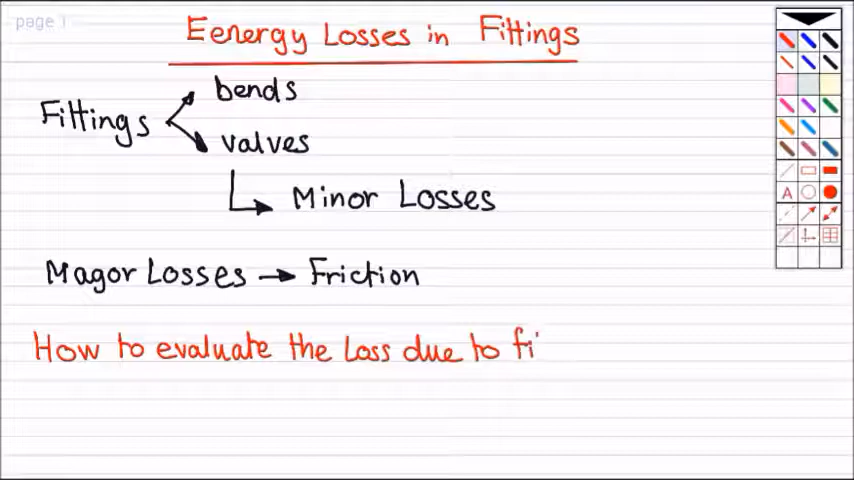 page 1
Eenergy Losses in Fittings
bends
Fittings
valves
Minor Losses
Magor Losses → Friction
How to evaluate the Loss due to fi
A